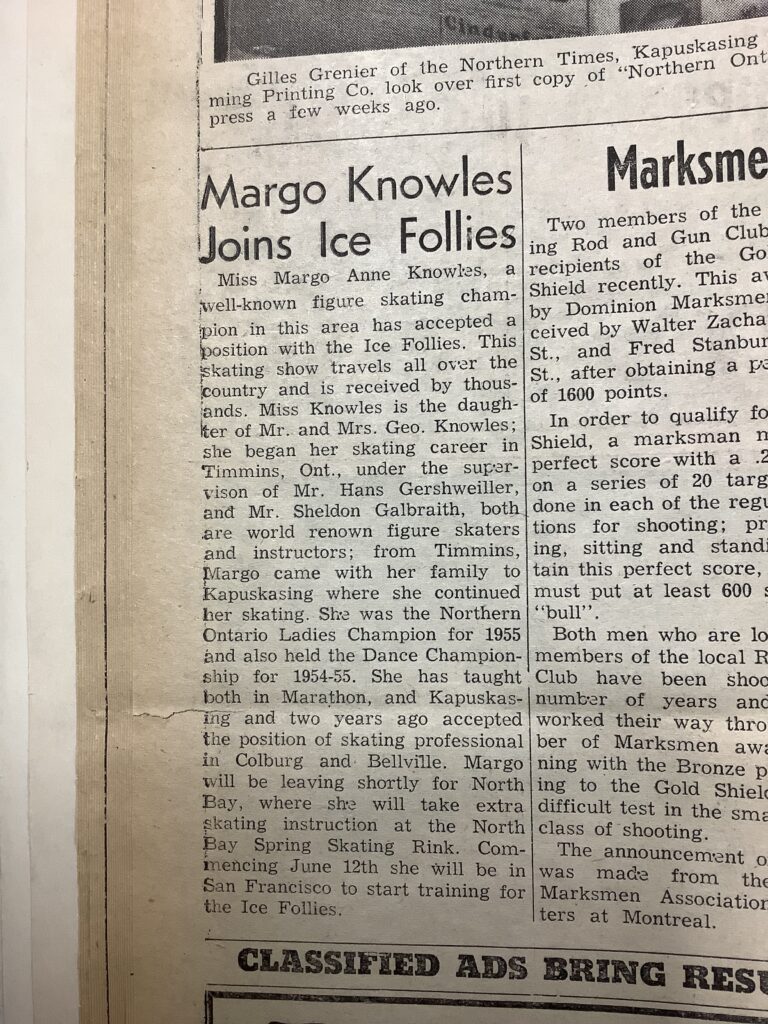 Gilles Grenier of the Northern Times, Kapuskasing
ming Printing Co. look over first copy of "Northern Ont
press a few weeks ago.
Margo Knowles
Joins Ice Follies
Miss Margo Anne Knowles, a
well-known figure skating cham-
pion in this area has accepted a
position with the Ice Follies. This
skating show travels all over the
country and is received by thous-
ands. Miss Knowles is the daugh-
ter of Mr. and Mrs. Geo. Knowles;
she began her skating career in
Timmins, Ont., under the super-
vison of Mr. Hans Gershweiller,
and Mr. Sheldon Galbraith, both
are world renown figure skaters
and instructors; from Timmins,
Margo came with her family to
Kapuskasing where she continued
her skating. She was the Northern
Ontario Ladies Champion for 1955
and also held the Dance Champion-
ship for 1954-55. She has taught
both in Marathon, and Kapuskas-
ing and two years ago accepted
the position of skating professional
in Colburg and Bellville. Margo
will be leaving shortly for North
Bay, where she will take extra
skating instruction at the North
Bay Spring Skating Rink. Com-
mencing June 12th she will be in
San Francisco to start training for
the Ice Follies.
Marksme
Two members of the
ing Rod and Gun Club
recipients of the Go
Shield recently. This av
by Dominion Marksme
ceived by Walter Zacha
St., and Fred Stanbur
St., after obtaining a pe
of 1600 points.
In order to qualify fo
Shield, a marksman m
perfect score with a .2
on a series of 20 targ
done in each of the regu
tions for shooting; pr
ing, sitting and standi
tain this perfect score,
must put at least 600 s
"bull".
Both men who are lo
members of the local R
Club have been shoo
number of years and
worked their way thro
ber of Marksmen awa
ning with the Bronze p
ing to the Gold Shield
difficult test in the sma
class of shooting.
The announcement o
was made from the
Marksmen Association
ters at Montreal.
CLASSIFIED ADS BRING RESU